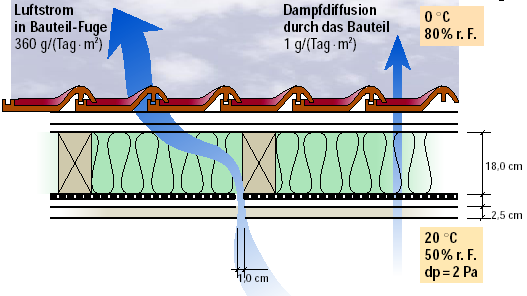 Luftstrom
in Bauteil-Fuge
360 g/(Tag·m²)
Dampfdiffusion
durch das Bauteil
1 g/(Tag·m²)
0 °C
80% r. F.
18,0 cm
2,5 cm
20 °C
50% r. F.
dp = 2 Pa
1,0 cm